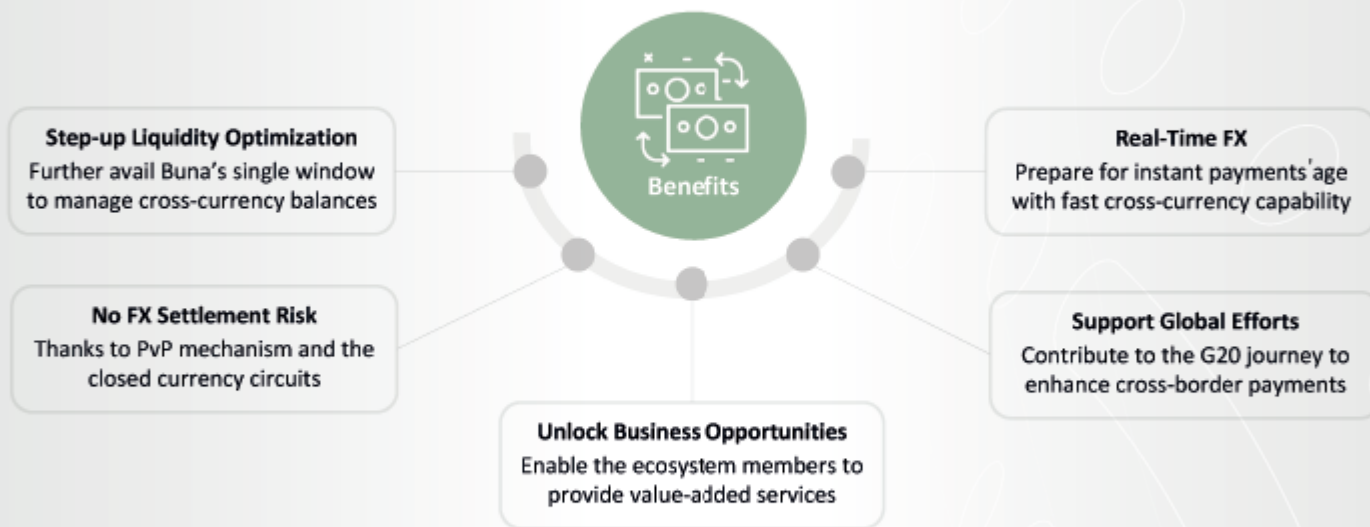 Benefits
Step-up Liquidity Optimization
Further avail Buna's single window
to manage cross-currency balances
No FX Settlement Risk
Thanks to PvP mechanism and the
closed currency circuits
Unlock Business Opportunities
Enable the ecosystem members to
provide value-added services
Support Global Efforts
Contribute to the G20 journey to
enhance cross-border payments
Real-Time FX
Prepare for instant payments'age
with fast cross-currency capability